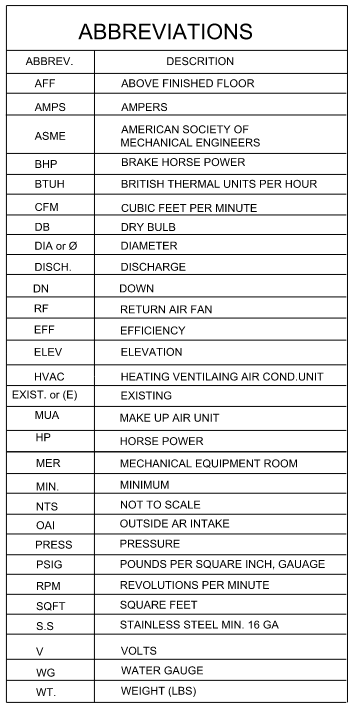 ABBREVIATIONS
ABBREV. DESCRITION
AFF ABOVE FINISHED FLOOR
AMPS AMPERS
ASME AMERICAN SOCIETY OF
MECHANICAL ENGINEERS
BHP BRAKE HORSE POWER
BTUH BRITISH THERMAL UNITS PER HOUR
CFM CUBIC FEET PER MINUTE
DB DRY BULB
DIA or Ø DIAMETER
DISCH. DISCHARGE
DN DOWN
RF RETURN AIR FAN
EFF EFFICIENCY
ELEV ELEVATION
HVAC HEATING VENTILAING AIR COND.UNIT
EXIST. or (E) EXISTING
MUA MAKE UP AIR UNIT
HP HORSE POWER
MER MECHANICAL EQUIPMENT ROOM
MIN. MINIMUM
NTS NOT TO SCALE
OAI OUTSIDE AR INTAKE
PRESS PRESSURE
PSIG POUNDS PER SQUARE INCH, GAUAGE
RPM REVOLUTIONS PER MINUTE
SQFT SQUARE FEET
S.S STAINLESS STEEL MIN. 16 GA
V VOLTS
WG WATER GAUGE
WT. WEIGHT (LBS)